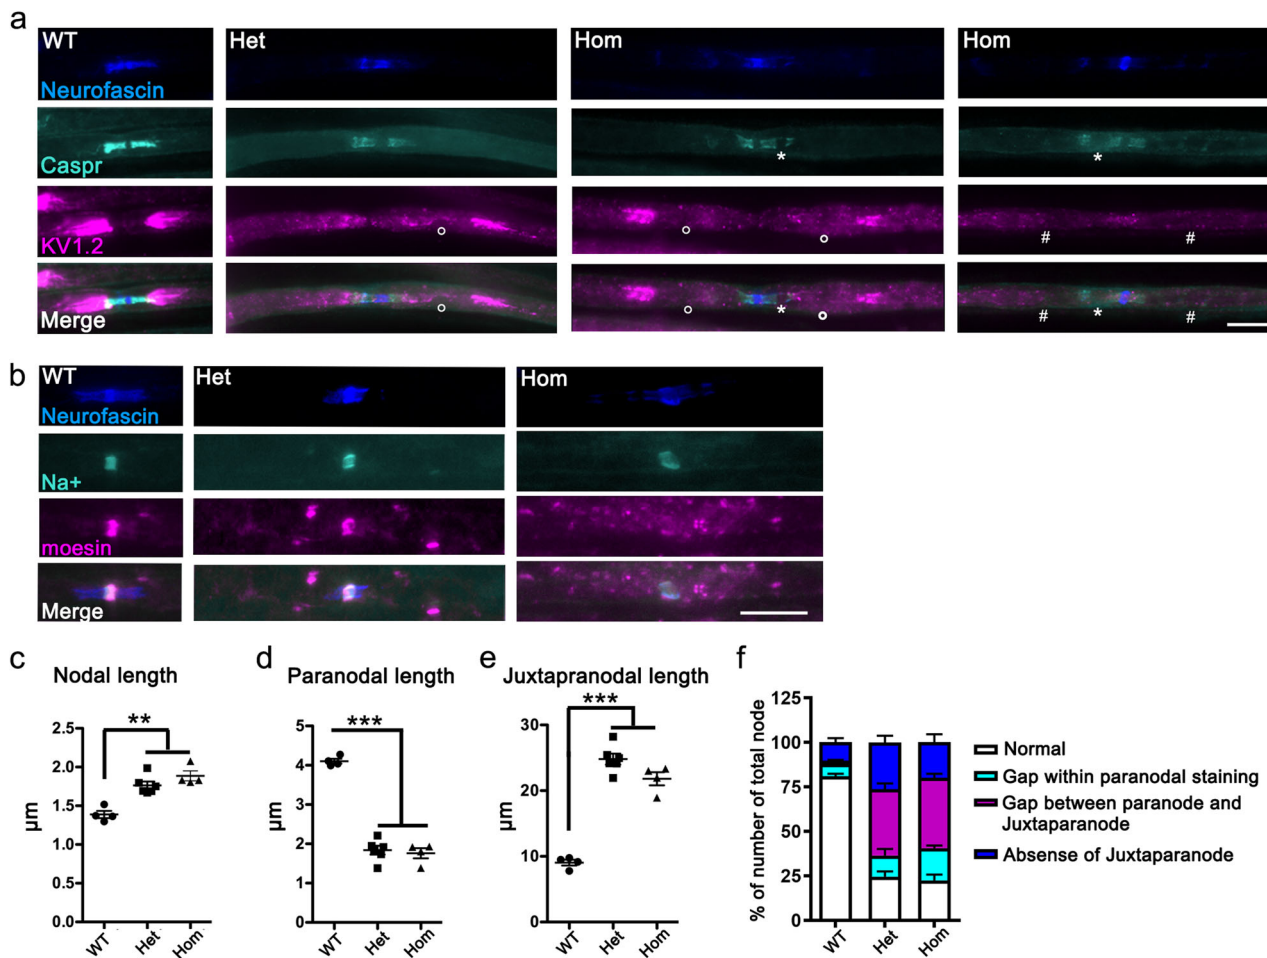 a
WT
Het
Hom
Hom
Neurofascin
Caspr
*
*
KV1.2
°
°
°
#
#
Merge
°
°
*
°
#
*
#
b
WT
Het
Hom
Neurofascin
Na+
moesin
Merge
c
Nodal length
**
2.5
2.0
1.5
1.0
0.5
0.0
µm
WT
Het
Hom
d
Paranodal length
***
5
4
3
2
1
0
µm
WT
Het
Hom
e
Juxtapranodal length
***
30
20
10
0
µm
WT
Het
Hom
f
% of number of total node
125
100
75
50
25
0
WT
Het
Hom
Normal
Gap within paranodal staining
Gap between paranode and
Juxtaparanode
Absense of Juxtaparanode